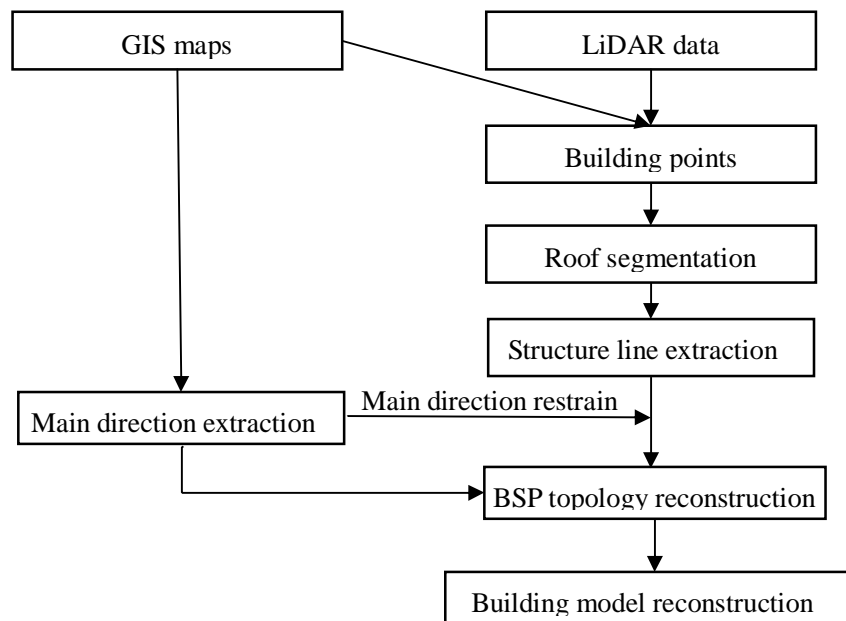 GIS maps
LiDAR data
Building points
Roof segmentation
Structure line extraction
Main direction restrain
Main direction extraction
BSP topology reconstruction
Building model reconstruction